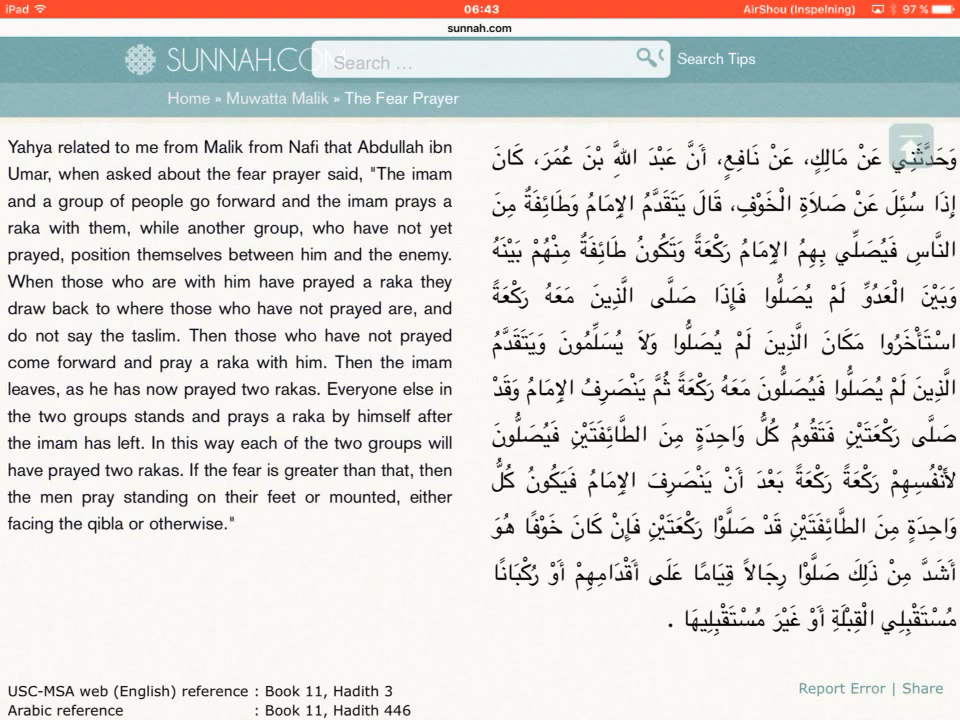 iPad 06:43 AirShou (Inspelning) 97 %
sunnah.com
SUNNAH.CO Search ... Search Tips
Home » Muwatta Malik » The Fear Prayer
Yahya related to me from Malik from Nafi that Abdullah ibn
Umar, when asked about the fear prayer said, "The imam
and a group of people go forward and the imam prays a
raka with them, while another group, who have not yet
prayed, position themselves between him and the enemy.
When those who are with him have prayed a raka they
draw back to where those who have not prayed are, and
do not say the taslim. Then those who have not prayed
come forward and pray a raka with him. Then the imam
leaves, as he has now prayed two rakas. Everyone else in
the two groups stands and prays a raka by himself after
the imam has left. In this way each of the two groups will
have prayed two rakas. If the fear is greater than that, then
the men pray standing on their feet or mounted, either
facing the qibla or otherwise."
وَحَدَّثَنِي عَنْ مَالِكٍ، عَنْ نَافِعٍ، أَنَّ عَبْدَ اللَّهِ بْنَ عُمَرَ، كَانَ
إِذَا سُئِلَ عَنْ صَلاَةِ الْخَوْفِ، قَالَ يَتَقَدَّمُ الإِمَامُ وَطَائِفَةٌ مِنَ
النَّاسِ فَيُصَلِّي بِهِمُ الإِمَامُ رَكْعَةً وَتَكُونُ طَائِفَةٌ مِنْهُمْ بَيْنَهُ
وَبَيْنَ الْعَدُوِّ لَمْ يُصَلُّوا فَإِذَا صَلَّى الَّذِينَ مَعَهُ رَكْعَةً
اسْتَأْخَرُوا مَكَانَ الَّذِينَ لَمْ يُصَلُّوا وَلاَ يُسَلِّمُونَ وَيَتَقَدَّمُ
الَّذِينَ لَمْ يُصَلُّوا فَيُصَلُّونَ مَعَهُ رَكْعَةً ثُمَّ يَنْصَرِفُ الإِمَامُ وَقَدْ
صَلَّى رَكْعَتَيْنِ فَتَقُومُ كُلُّ وَاحِدَةٍ مِنَ الطَّائِفَتَيْنِ فَيُصَلُّونَ
لأَنْفُسِهِمْ رَكْعَةً رَكْعَةً بَعْدَ أَنْ يَنْصَرِفَ الإِمَامُ فَيَكُونُ كُلُّ
وَاحِدَةٍ مِنَ الطَّائِفَتَيْنِ قَدْ صَلَّوْا رَكْعَتَيْنِ فَإِنْ كَانَ خَوْفًا هُوَ
أَشَدَّ مِنْ ذَلِكَ صَلَّوْا رِجَالاً قِيَامًا عَلَى أَقْدَامِهِمْ أَوْ رُكْبَانًا
مُسْتَقْبِلِي الْقِبْلَةِ أَوْ غَيْرَ مُسْتَقْبِلِيهَا .
Report Error | Share
USC-MSA web (English) reference : Book 11, Hadith 3
Arabic reference : Book 11, Hadith 446